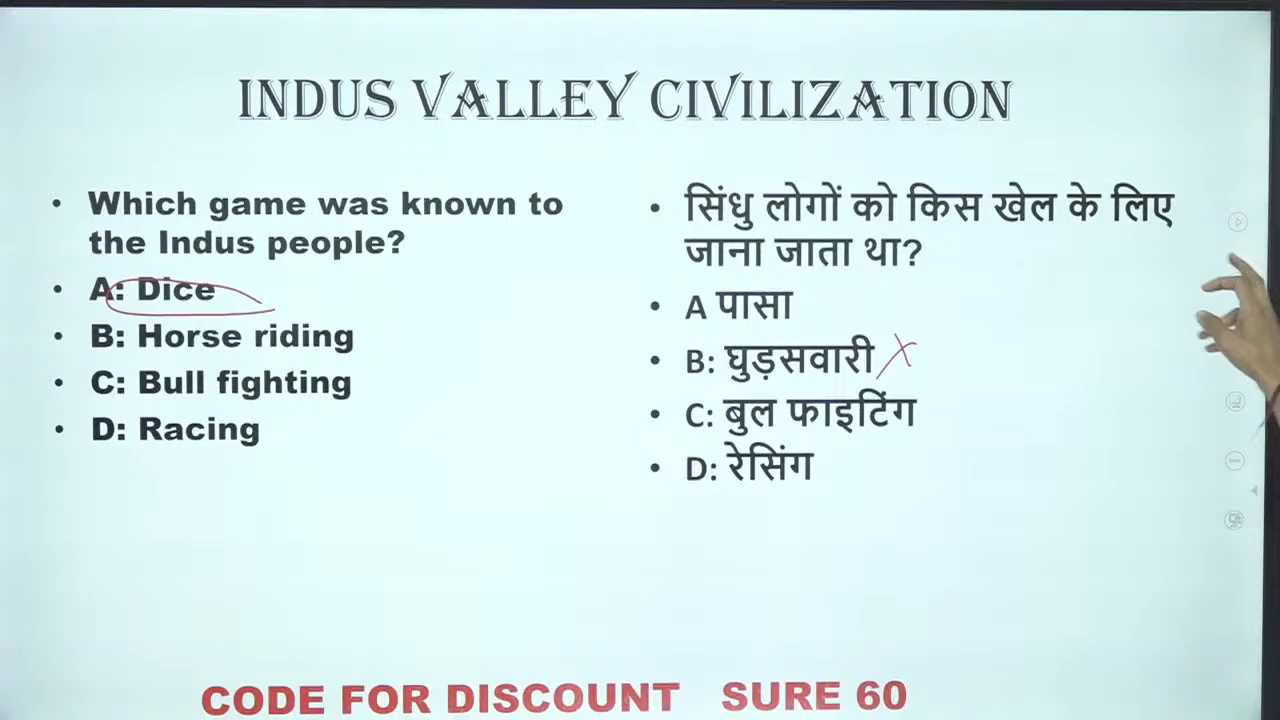 INDUS VALLEY CIVILIZATION
• Which game was known to
the Indus people?
• A: Dice
• B: Horse riding
• C: Bull fighting
• D: Racing
• सिंधु लोगों को किस खेल के लिए
जाना जाता था?
• A पासा
• B: घुड़सवारी
• C: बुल फाइटिंग
• D: रेसिंग
CODE FOR DISCOUNT SURE 60